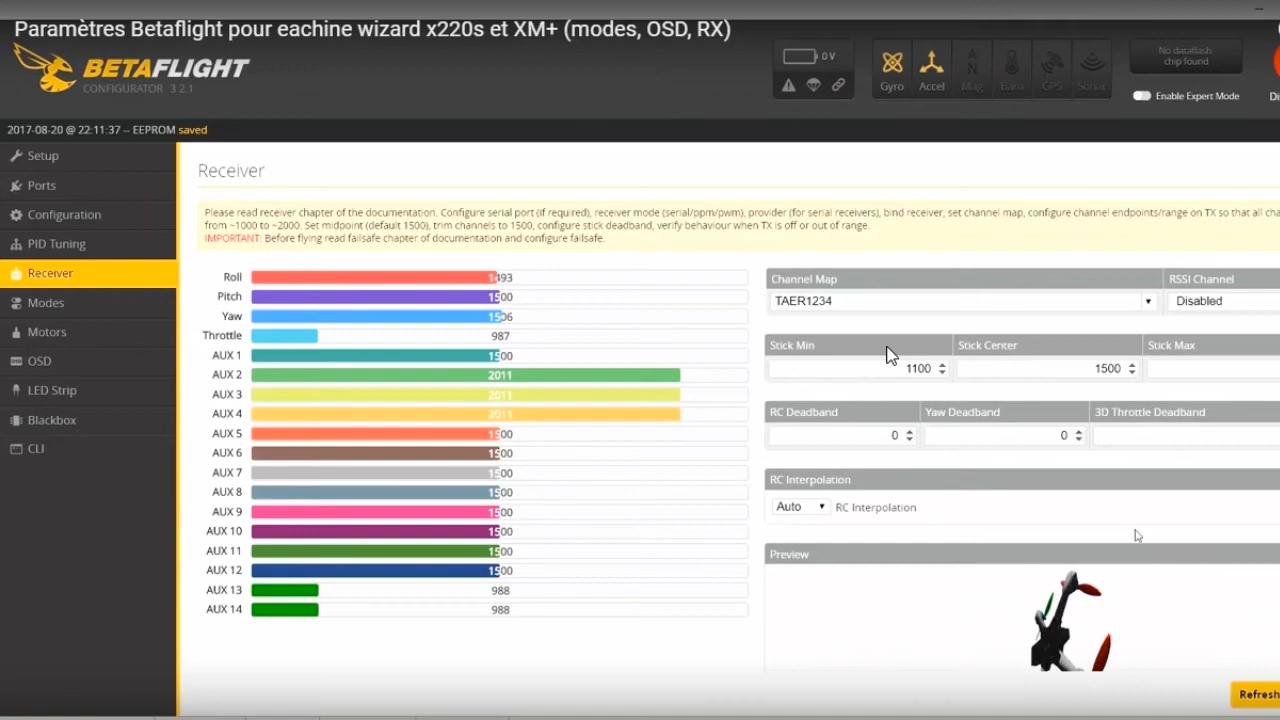 Paramètres Betaflight pour eachine wizard x220s et XM+ (modes, OSD, RX)
BETAFLIGHT
CONFIGURATOR 3.2.1
0 V
Gyro
Accel
Mag
Baro
GPS
Sonar
No dataflash
chip found
Enable Expert Mode
2017-08-20 @ 22:11:37 -- EEPROM saved
Setup
Ports
Configuration
PID Tuning
Receiver
Modes
Motors
OSD
LED Strip
Blackbox
CLI
Receiver
Please read receiver chapter of the documentation. Configure serial port (if required), receiver mode (serial/ppm/pwm), provider (for serial receivers), bind receiver, set channel map, configure channel endpoints/range on TX so that all cha
from ~1000 to ~2000. Set midpoint (default 1500), trim channels to 1500, configure stick deadband, verify behaviour when TX is off or out of range.
IMPORTANT: Before flying read failsafe chapter of documentation and configure failsafe.
Roll 1493
Pitch 1500
Yaw 1506
Throttle 987
AUX 1 1500
AUX 2 2011
AUX 3 2011
AUX 4 2011
AUX 5 1500
AUX 6 1500
AUX 7 1500
AUX 8 1500
AUX 9 1500
AUX 10 1500
AUX 11 1500
AUX 12 1500
AUX 13 988
AUX 14 988
Channel Map RSSI Channel
TAER1234 Disabled
Stick Min Stick Center Stick Max
1100 1500
RC Deadband Yaw Deadband 3D Throttle Deadband
0 0
RC Interpolation
Auto RC Interpolation
Preview
Refresh